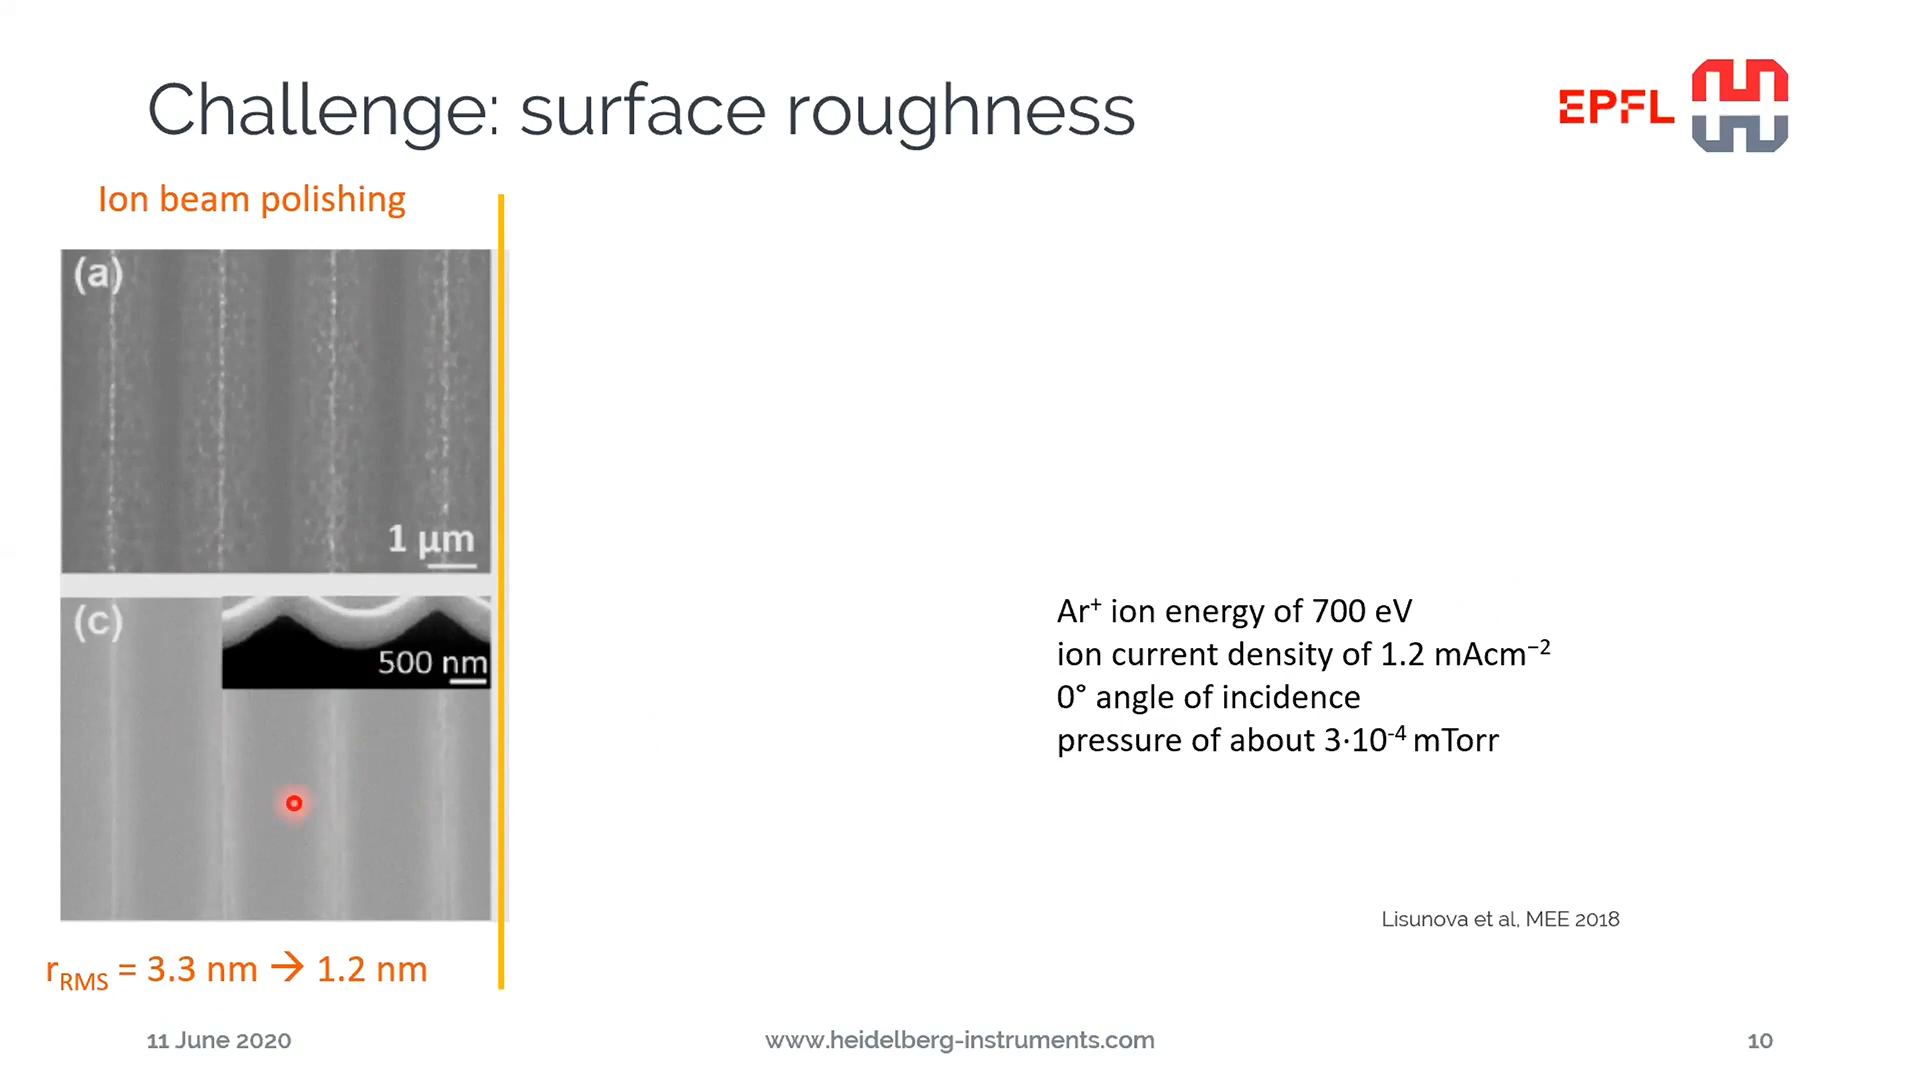 Challenge: surface roughness
EPFL
Ion beam polishing
(a)
1 μm
(c)
500 nm
r_RMS = 3.3 nm → 1.2 nm
Ar⁺ ion energy of 700 eV
ion current density of 1.2 mAcm⁻²
0° angle of incidence
pressure of about 3·10⁻⁴ mTorr
Lisunova et al, MEE 2018
11 June 2020
www.heidelberg-instruments.com
10